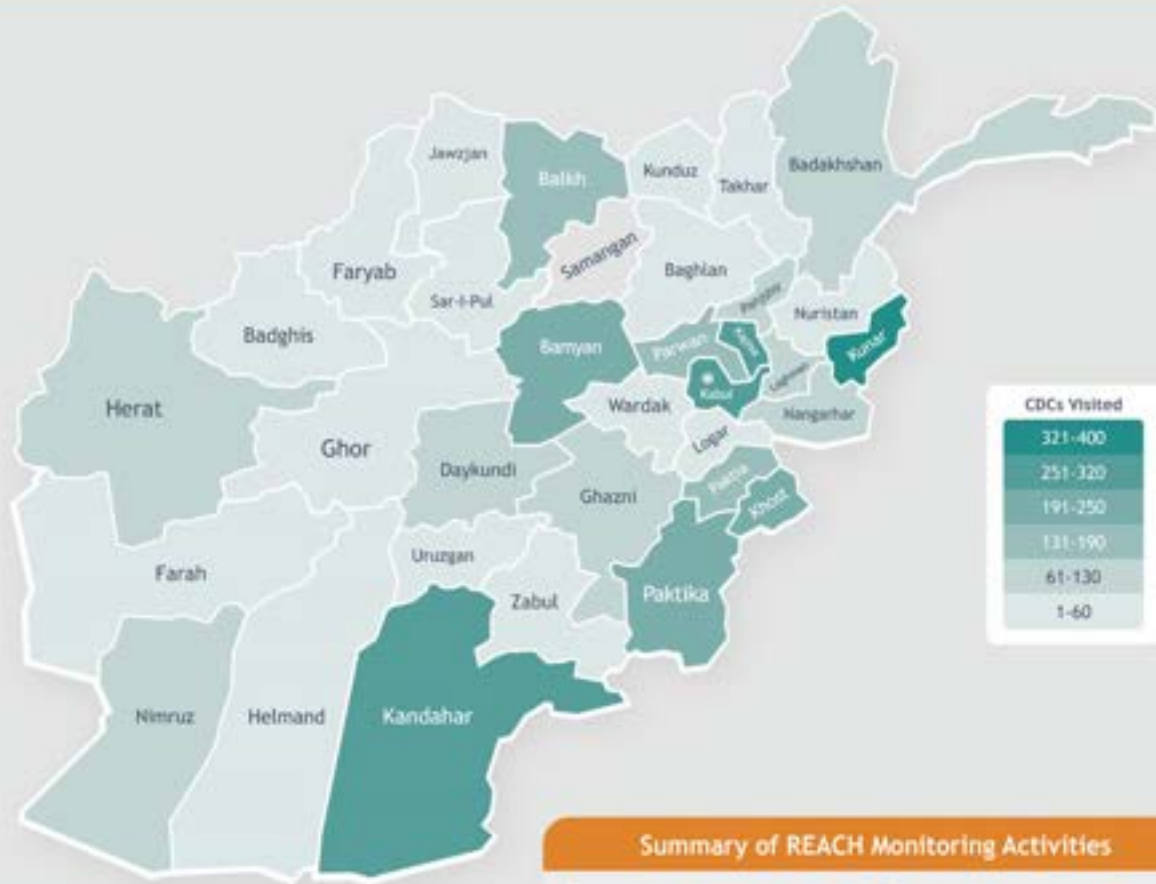 Jawzjan
Balkh
Kunduz
Takhar
Badakhshan
Faryab
Sar-I-Pul
Samangan
Baghlan
Panjshir
Nuristan
Badghis
Bamyan
Parwan
Kapisa
Kunar
Herat
Kabul
Laghman
Ghor
Wardak
Nangarhar
Logar
Daykundi
Ghazni
Paktia
Khost
Uruzgan
Farah
Zabul
Paktika
Nimruz
Helmand
Kandahar
CDCs Visited
321-400
251-320
191-250
131-190
61-130
1-60
Summary of REACH Monitoring Activities